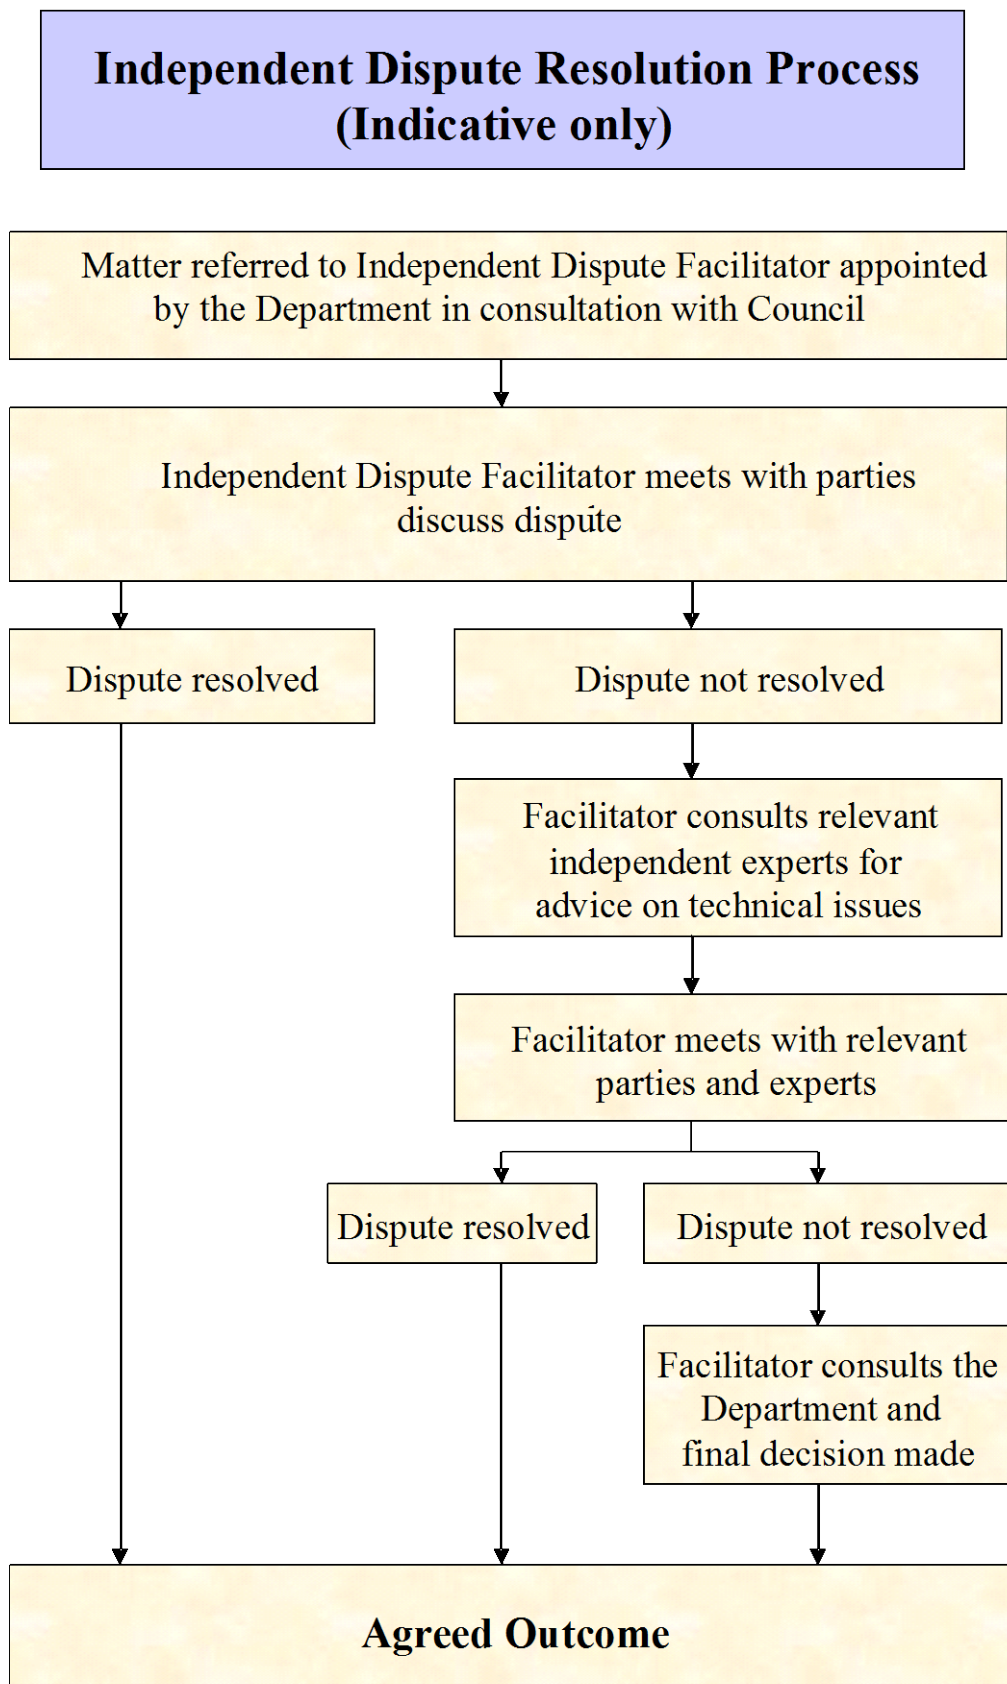 Independent Dispute Resolution Process
(Indicative only)
Matter referred to Independent Dispute Facilitator appointed
by the Department in consultation with Council
Independent Dispute Facilitator meets with parties
discuss dispute
Dispute resolved
Dispute not resolved
Facilitator consults relevant
independent experts for
advice on technical issues
Facilitator meets with relevant
parties and experts
Dispute resolved
Dispute not resolved
Facilitator consults the
Department and
final decision made
Agreed Outcome